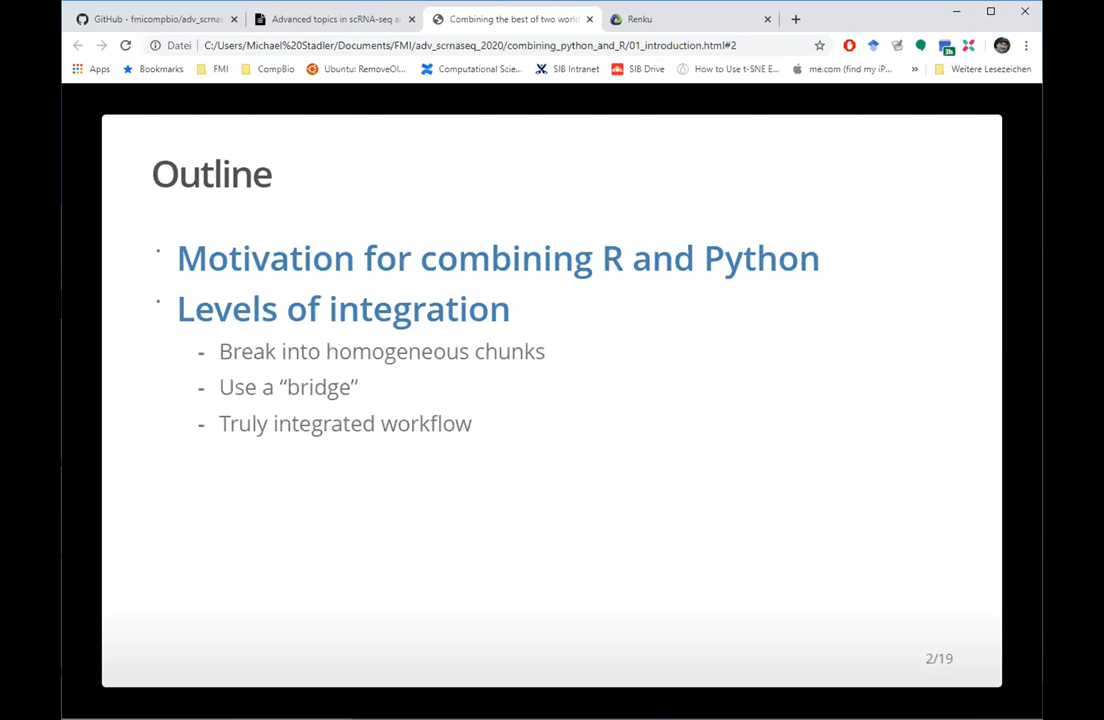 GitHub - fmicompbio/adv_scrnas
Advanced topics in scRNA-seq a
Combining the best of two worl
Renku
Datei
C:/Users/Michael%20Stadler/Documents/FMI/adv_scrnaseq_2020/combining_python_and_R/01_introduction.html#2
Apps
Bookmarks
FMI
CompBio
Ubuntu: RemoveOl...
Computational Scie...
SIB Intranet
SIB Drive
How to Use t-SNE E...
me.com (find my iP...
»
Weitere Lesezeichen
Outline
· Motivation for combining R and Python
· Levels of integration
- Break into homogeneous chunks
- Use a “bridge”
- Truly integrated workflow
2/19